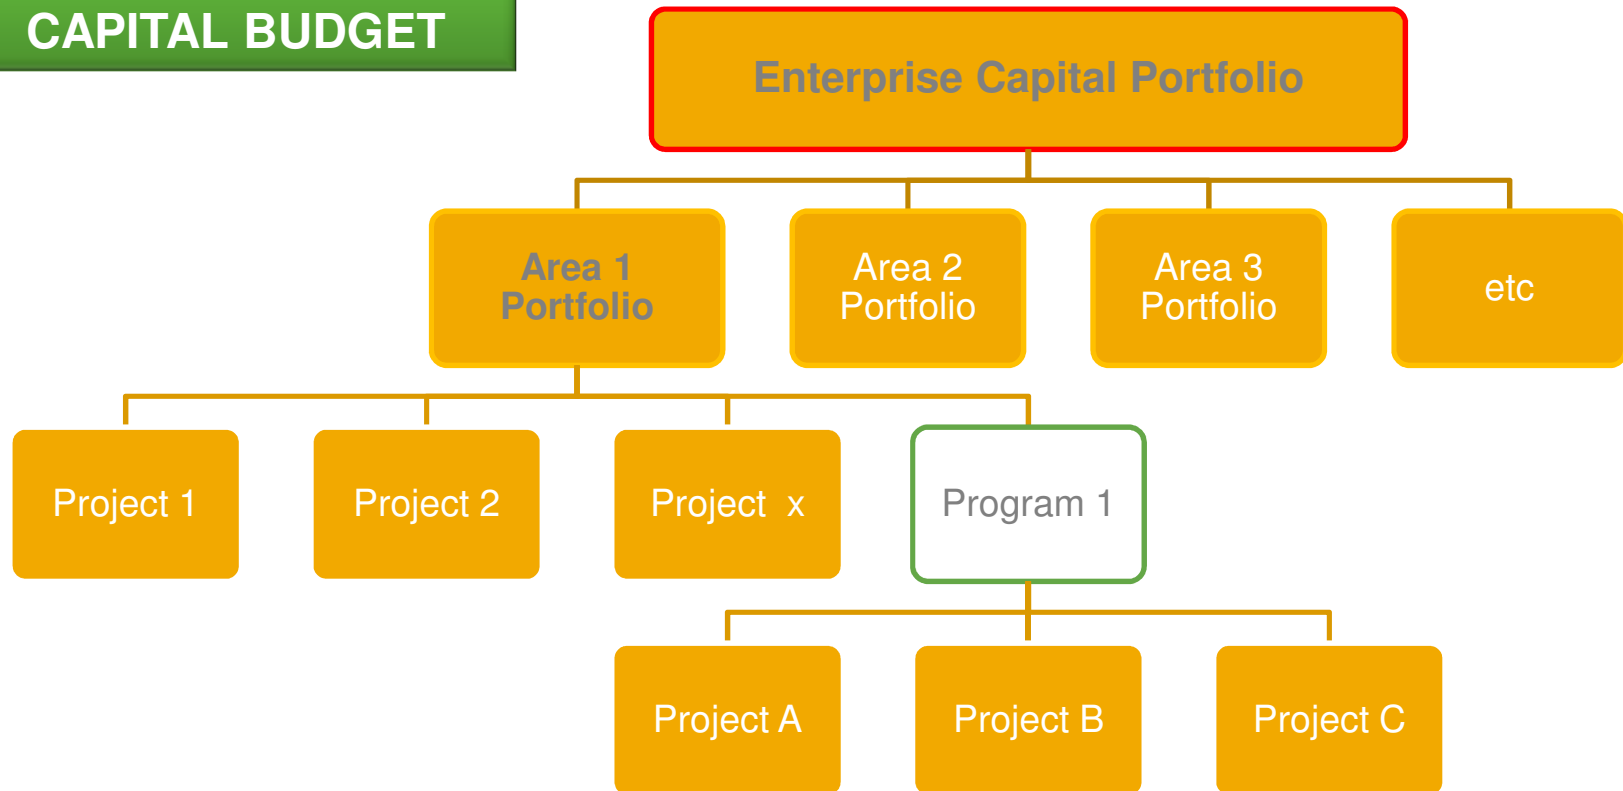 CAPITAL BUDGET
Enterprise Capital Portfolio
Area 1
Portfolio
Area 2
Portfolio
Area 3
Portfolio
etc
Project 1
Project 2
Project  x
Program 1
Project A
Project B
Project C